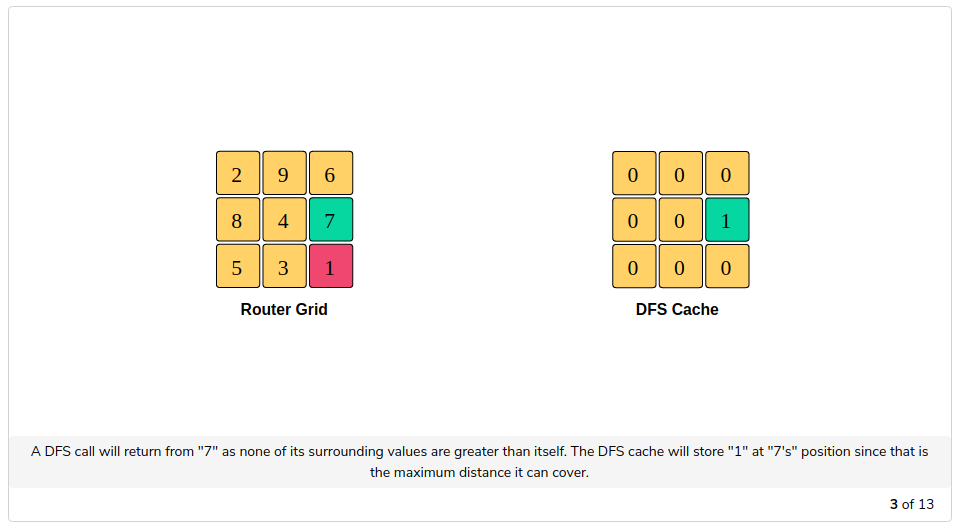 2 9 6 0 0 0
8 4 7 0 0 1
5 3 1 0 0 0
Router Grid DFS Cache
A DFS call will return from "7" as none of its surrounding values are greater than itself. The DFS cache will store "1" at "7's" position since that is
the maximum distance it can cover.
3 of 13